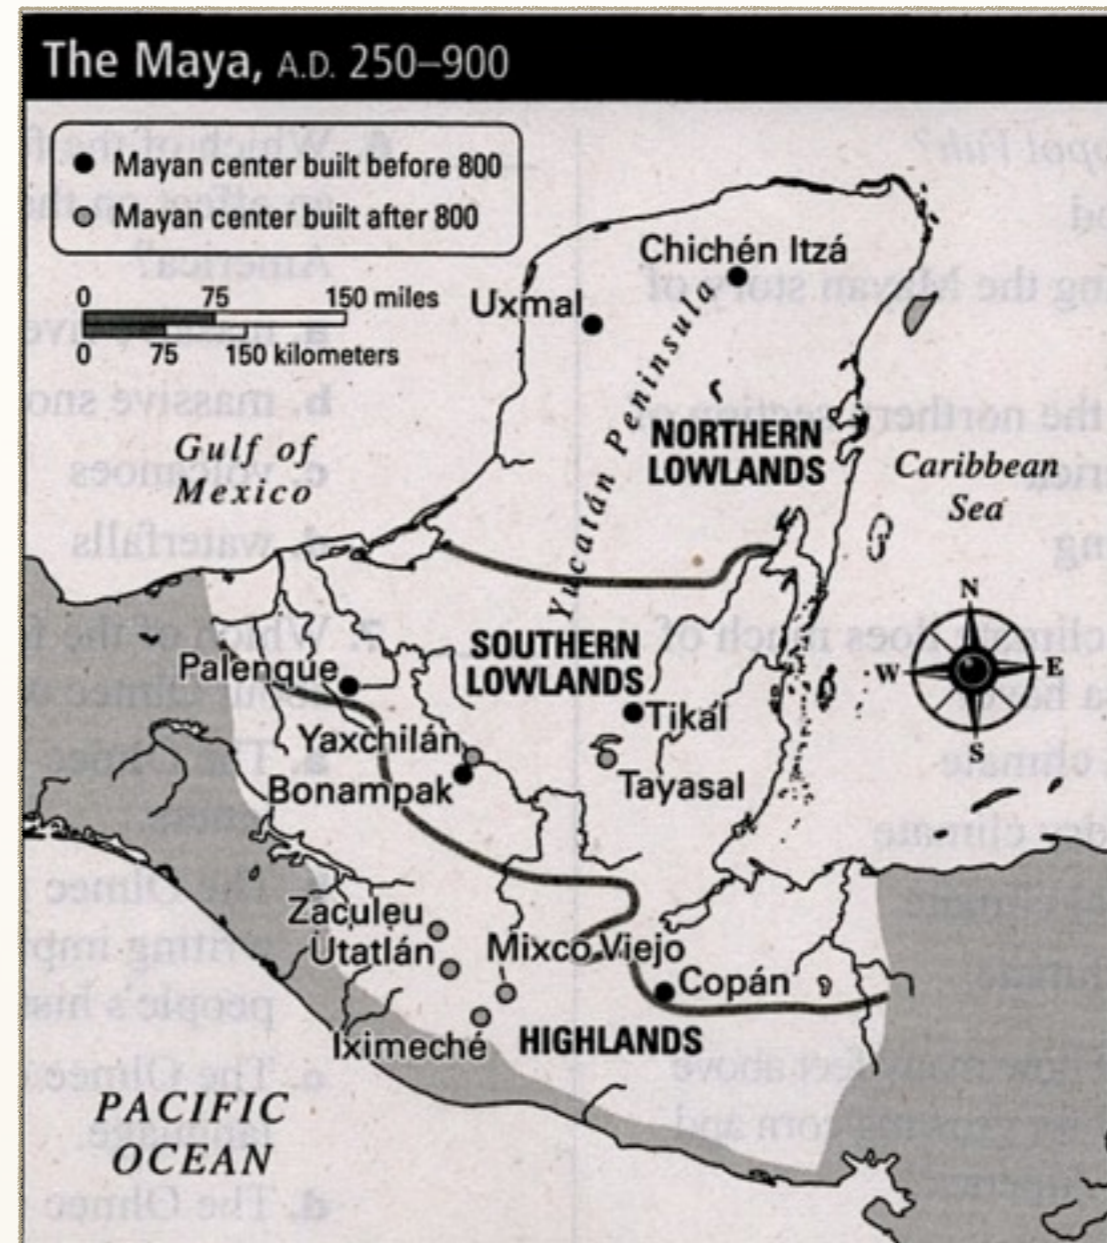 The Maya, A.D. 250–900
Mayan center built before 800
Mayan center built after 800
0 75 150 miles
0 75 150 kilometers
Chichén Itzá
Uxmal
Yucatán Peninsula
Gulf of
Mexico
NORTHERN
LOWLANDS
Caribbean
Sea
N
W E
S
SOUTHERN
LOWLANDS
Palenque
Tikal
Yaxchilán
Tayasal
Bonampak
Zaculeu
Utatlán
Mixco Viejo
Copán
Iximeché
HIGHLANDS
PACIFIC
OCEAN